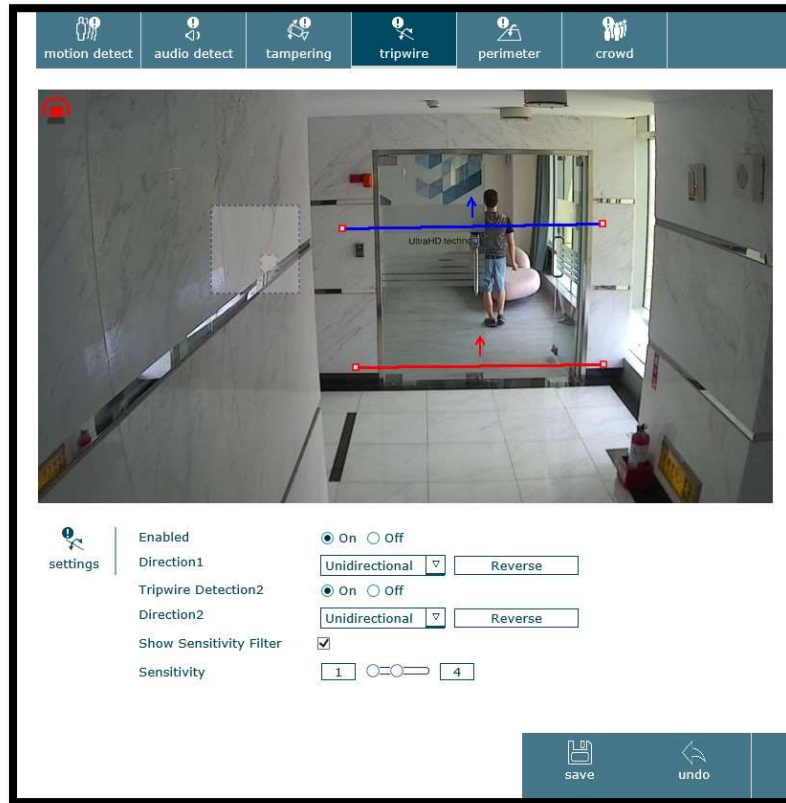 motion detect audio detect tampering tripwire perimeter crowd
UltraHD techno
settings
Enabled On Off
Direction1 Unidirectional Reverse
Tripwire Detection2 On Off
Direction2 Unidirectional Reverse
Show Sensitivity Filter
Sensitivity 1 4
save undo